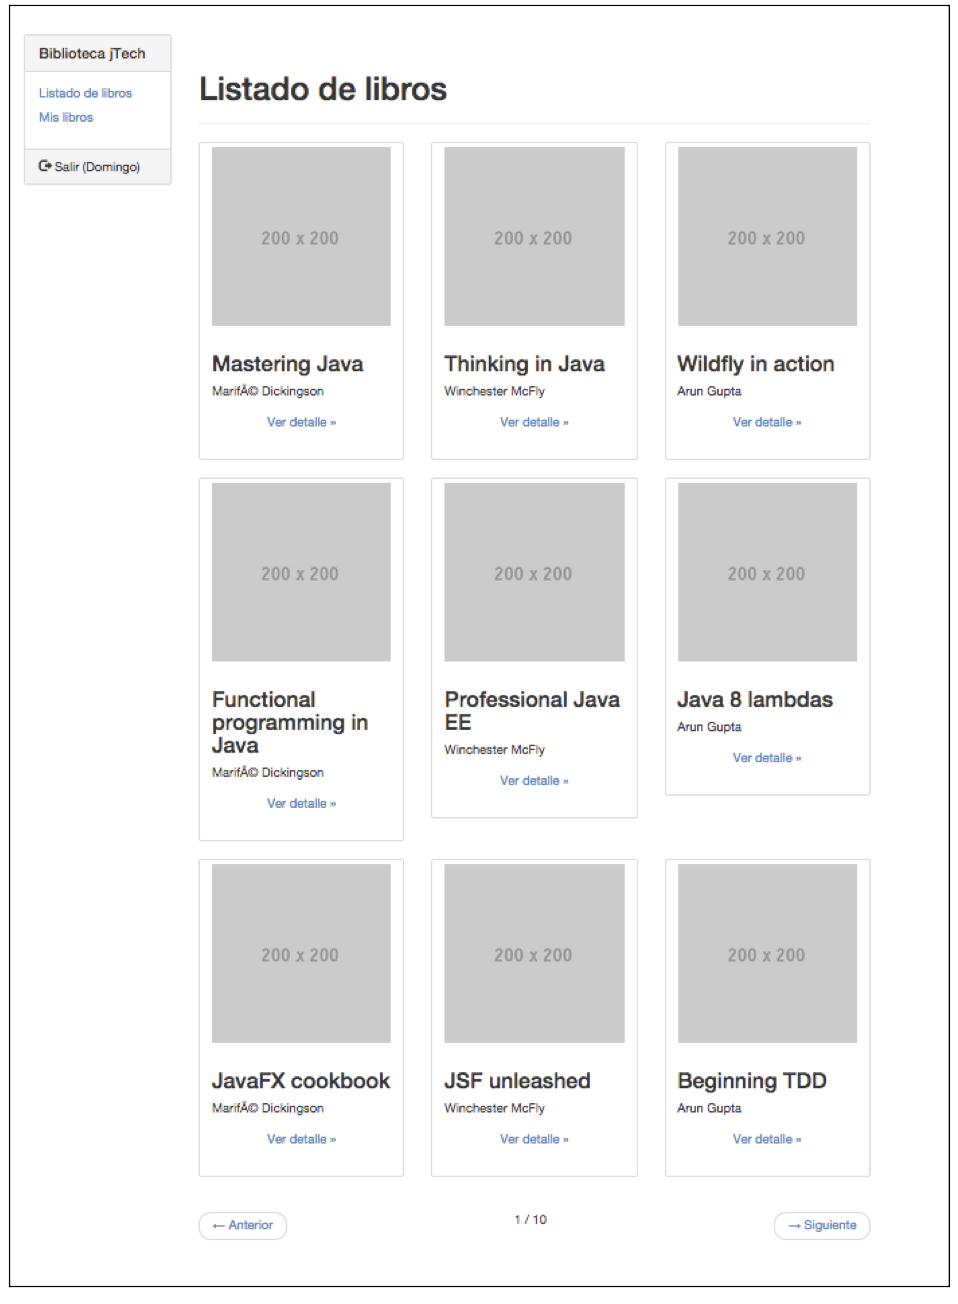 Biblioteca jTech
Listado de libros
Mis libros
Salir (Domingo)
Listado de libros
200 x 200
Mastering Java
MarifÃ© Dickingson
Ver detalle »
200 x 200
Thinking in Java
Winchester McFly
Ver detalle »
200 x 200
Wildfly in action
Arun Gupta
Ver detalle »
200 x 200
Functional
programming in
Java
MarifÃ© Dickingson
Ver detalle »
200 x 200
Professional Java
EE
Winchester McFly
Ver detalle »
200 x 200
Java 8 lambdas
Arun Gupta
Ver detalle »
200 x 200
JavaFX cookbook
MarifÃ© Dickingson
Ver detalle »
200 x 200
JSF unleashed
Winchester McFly
Ver detalle »
200 x 200
Beginning TDD
Arun Gupta
Ver detalle »
← Anterior
1 / 10
→ Siguiente